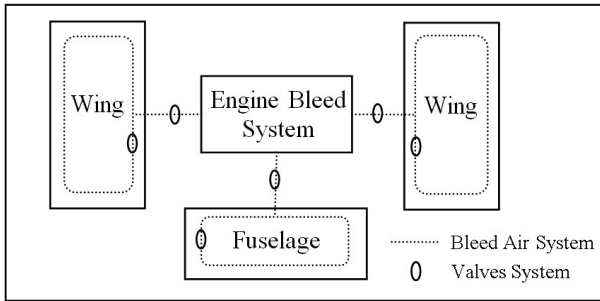 Wing
Engine Bleed
System
Wing
Fuselage
Bleed Air System
Valves System